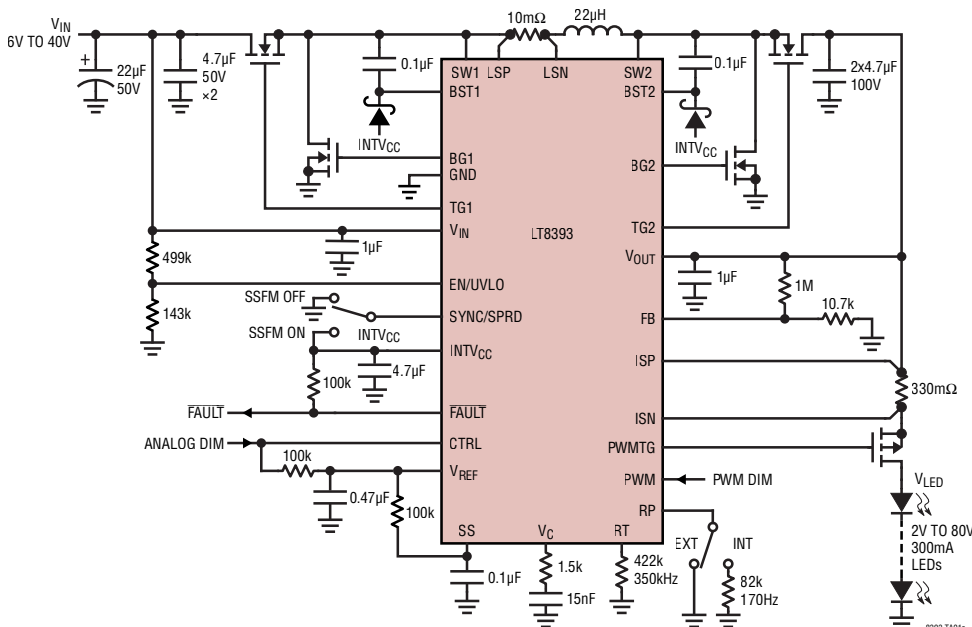 VIN
6V TO 40V
+
22µF
50V
4.7µF
50V
×2
0.1µF
INTVCC
10mΩ
22µH
0.1µF
INTVCC
2x4.7µF
100V
SW1
LSP
LSN
SW2
BST1
BST2
BG1
GND
BG2
TG1
TG2
VIN
LT8393
VOUT
1µF
1µF
1M
499k
EN/UVLO
10.7k
143k
SSFM OFF
SYNC/SPRD
FB
SSFM ON
INTVCC
INTVCC
ISP
4.7µF
100k
330mΩ
FAULT
FAULT
ISN
ANALOG DIM
CTRL
PWMTG
100k
VREF
PWM
PWM DIM
VLED
0.47µF
100k
RP
SS
VC
RT
EXT
INT
2V TO 80V
300mA
LEDs
0.1µF
1.5k
15nF
422k
350kHz
82k
170Hz